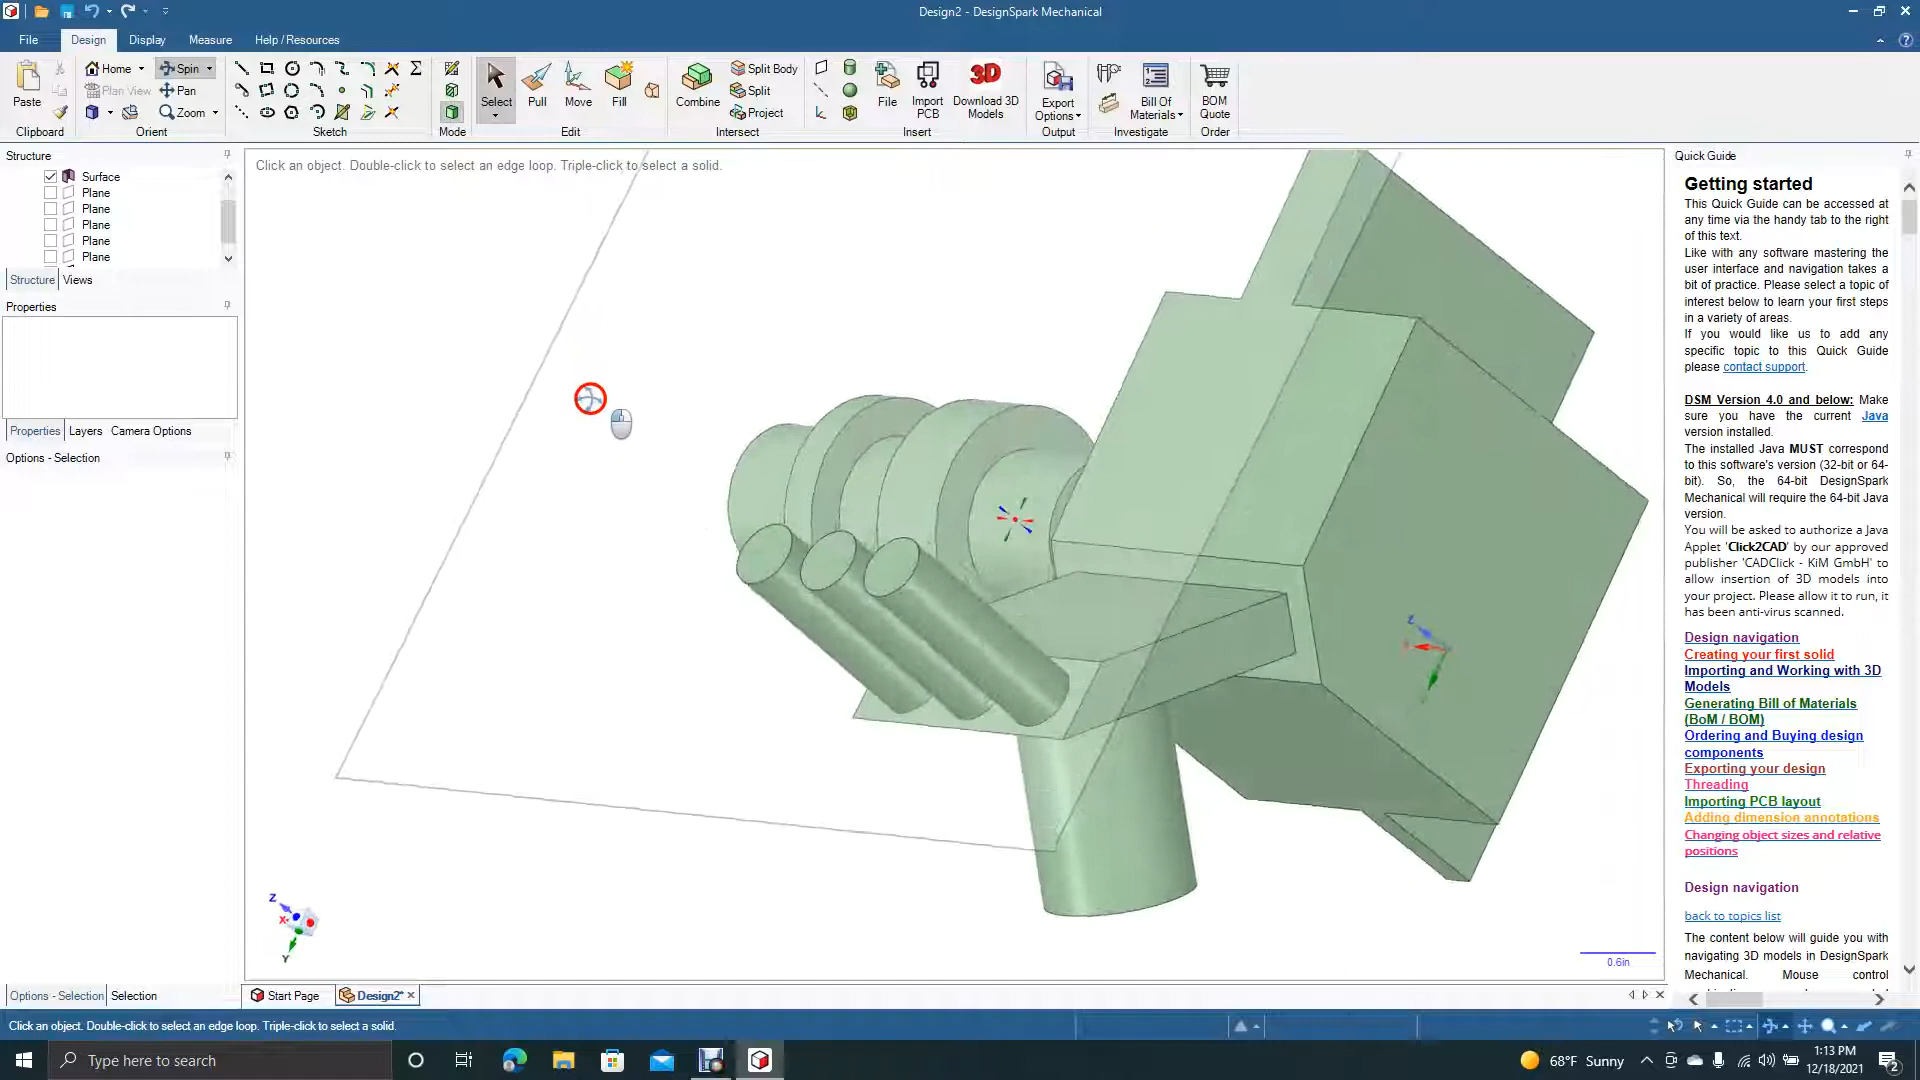 Design2 - DesignSpark Mechanical
File
Design
Display
Measure
Help / Resources
Paste
Home
Spin
Plan View
Pan
Zoom
Select
Pull
Move
Fill
Combine
Split Body
Split
Project
File
Import
PCB
3D
Download 3D
Models
Export
Options
Bill Of
Materials
BOM
Quote
Clipboard
Orient
Sketch
Mode
Edit
Intersect
Insert
Output
Investigate
Order
Structure
Surface
Plane
Plane
Plane
Plane
Plane
Structure
Views
Properties
Properties
Layers
Camera Options
Options - Selection
Options - Selection
Selection
Click an object. Double-click to select an edge loop. Triple-click to select a solid.
Z
X
Y
Z
0.6in
Start Page
Design2*
Quick Guide
Getting started
This Quick Guide can be accessed at
any time via the handy tab to the right
of this text.
Like with any software mastering the
user interface and navigation takes a
bit of practice. Please select a topic of
interest below to learn your first steps
in a variety of areas.
If you would like us to add any
specific topic to this Quick Guide
please contact support.
DSM Version 4.0 and below: Make
sure you have the current Java
version installed.
The installed Java MUST correspond
to this software's version (32-bit or 64-
bit). So, the 64-bit DesignSpark
Mechanical will require the 64-bit Java
version.
You will be asked to authorize a Java
Applet 'Click2CAD' by our approved
publisher 'CADClick - KiM GmbH' to
allow insertion of 3D models into
your project. Please allow it to run, it
has been anti-virus scanned.
Design navigation
Creating your first solid
Importing and Working with 3D
Models
Generating Bill of Materials
(BoM / BOM)
Ordering and Buying design
components
Exporting your design
Threading
Importing PCB layout
Adding dimension annotations
Changing object sizes and relative
positions
Design navigation
back to topics list
The content below will guide you with
navigating 3D models in DesignSpark
Mechanical. Mouse control
Click an object. Double-click to select an edge loop. Triple-click to select a solid.
Type here to search
68°F Sunny
1:13 PM
12/18/2021
2